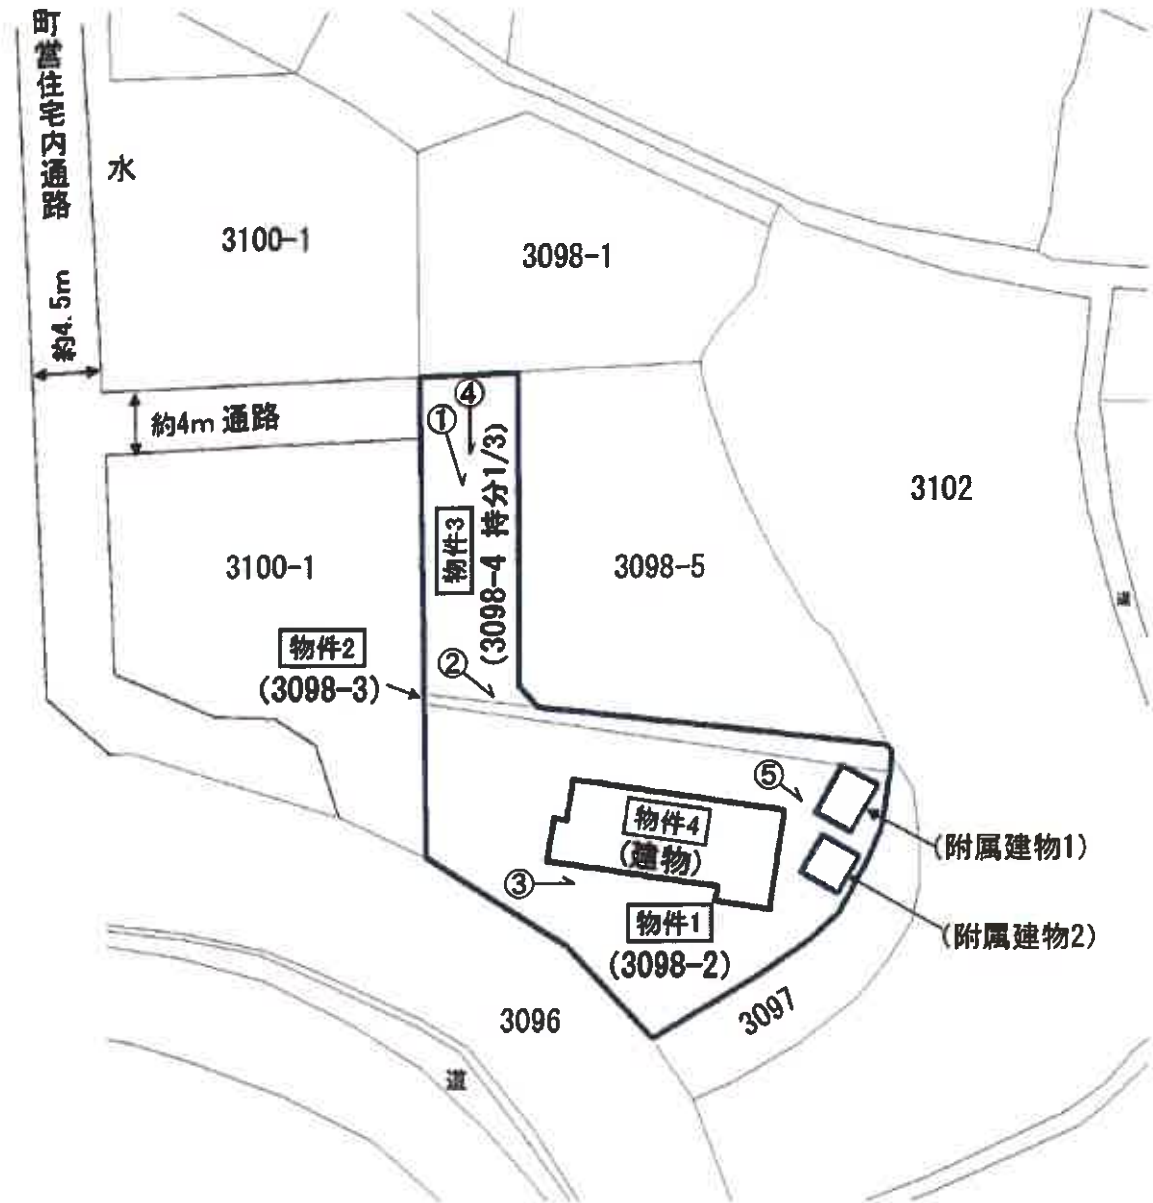 町営住宅内通路 約4.5m
水
3100-1
3098-1
約4m 通路
④
①
物件3
(3098-4 持分1/3)
3102
3100-1
3098-5
物件2
(3098-3)
②
⑤
物件4
(建物)
(附属建物1)
③
物件1
(3098-2)
(附属建物2)
3096
3097
道